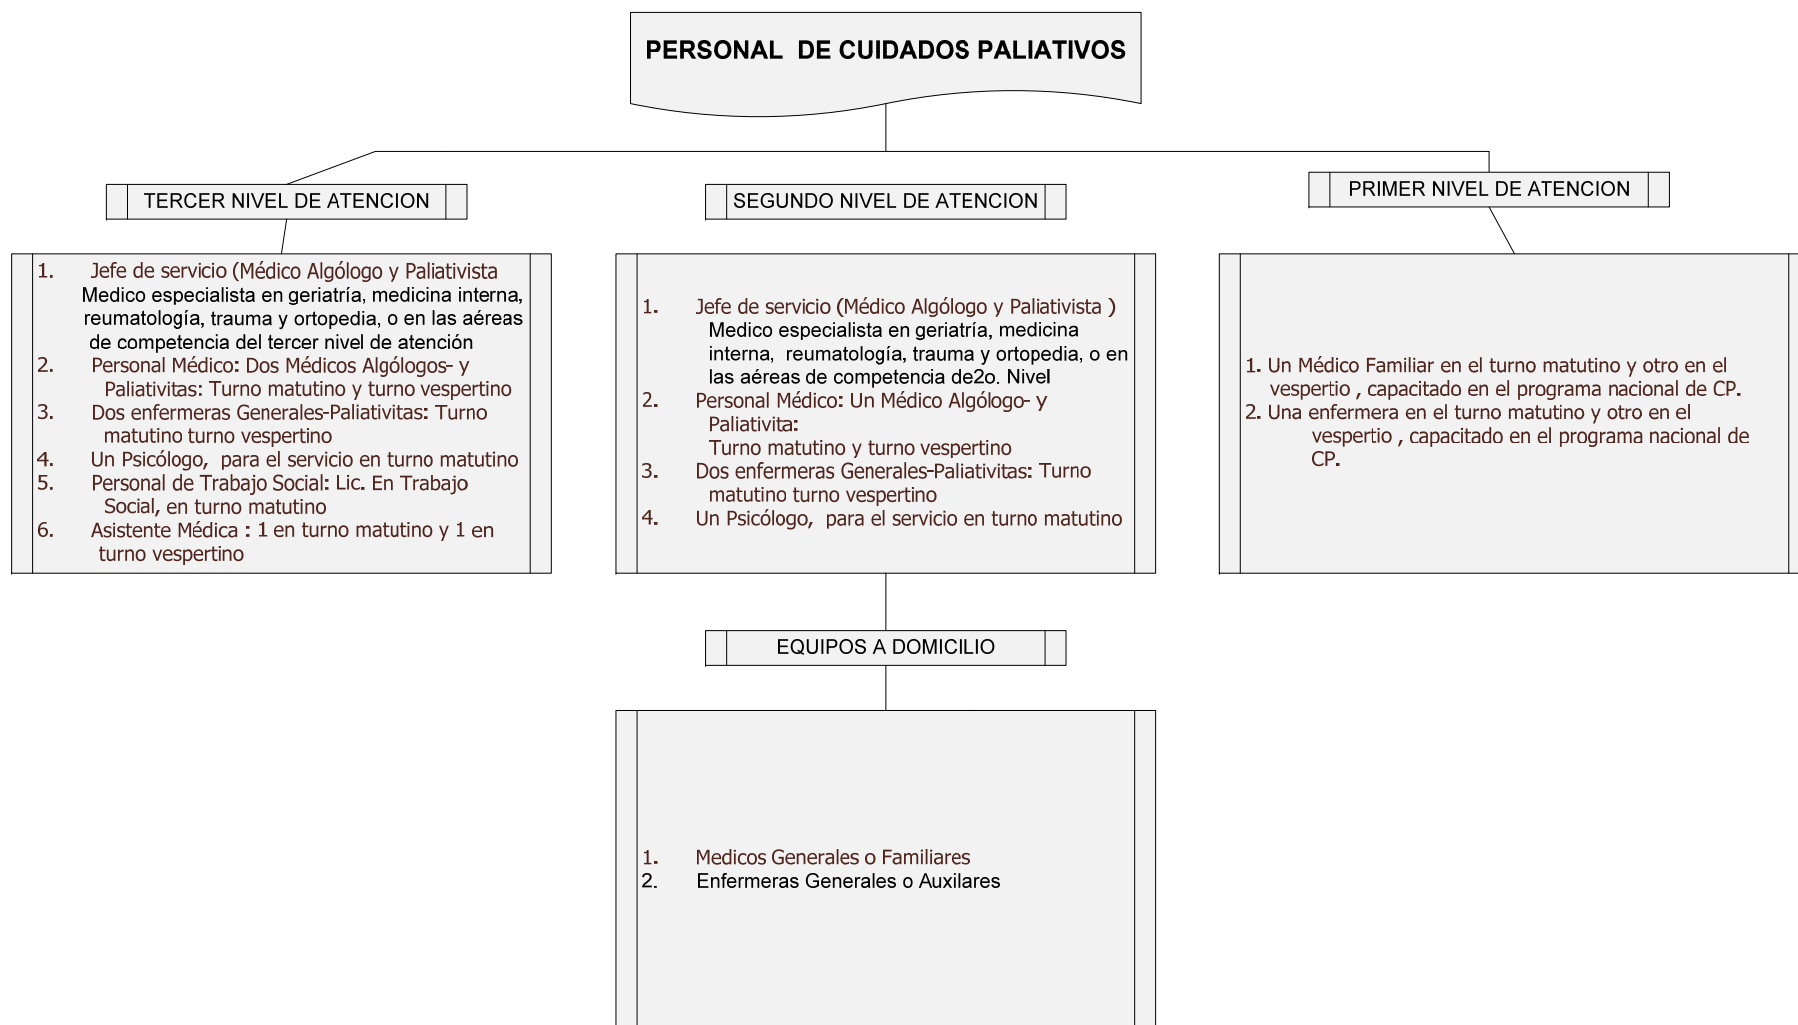 PERSONAL DE CUIDADOS PALIATIVOS
TERCER NIVEL DE ATENCION
1. Jefe de servicio (Médico Algólogo y Paliativista
Medico especialista en geriatría, medicina interna,
reumatología, trauma y ortopedia, o en las aéreas
de competencia del tercer nivel de atención
2. Personal Médico: Dos Médicos Algólogos- y
Paliativitas: Turno matutino y turno vespertino
3. Dos enfermeras Generales-Paliativitas: Turno
matutino turno vespertino
4. Un Psicólogo, para el servicio en turno matutino
5. Personal de Trabajo Social: Lic. En Trabajo
Social, en turno matutino
6. Asistente Médica : 1 en turno matutino y 1 en
turno vespertino
SEGUNDO NIVEL DE ATENCION
1. Jefe de servicio (Médico Algólogo y Paliativista )
Medico especialista en geriatría, medicina
interna, reumatología, trauma y ortopedia, o en
las aéreas de competencia de2o. Nivel
2. Personal Médico: Un Médico Algólogo- y
Paliativita:
Turno matutino y turno vespertino
3. Dos enfermeras Generales-Paliativitas: Turno
matutino turno vespertino
4. Un Psicólogo, para el servicio en turno matutino
PRIMER NIVEL DE ATENCION
1. Un Médico Familiar en el turno matutino y otro en el
vespertio , capacitado en el programa nacional de CP.
2. Una enfermera en el turno matutino y otro en el
vespertio , capacitado en el programa nacional de
CP.
EQUIPOS A DOMICILIO
1. Medicos Generales o Familiares
2. Enfermeras Generales o Auxilares